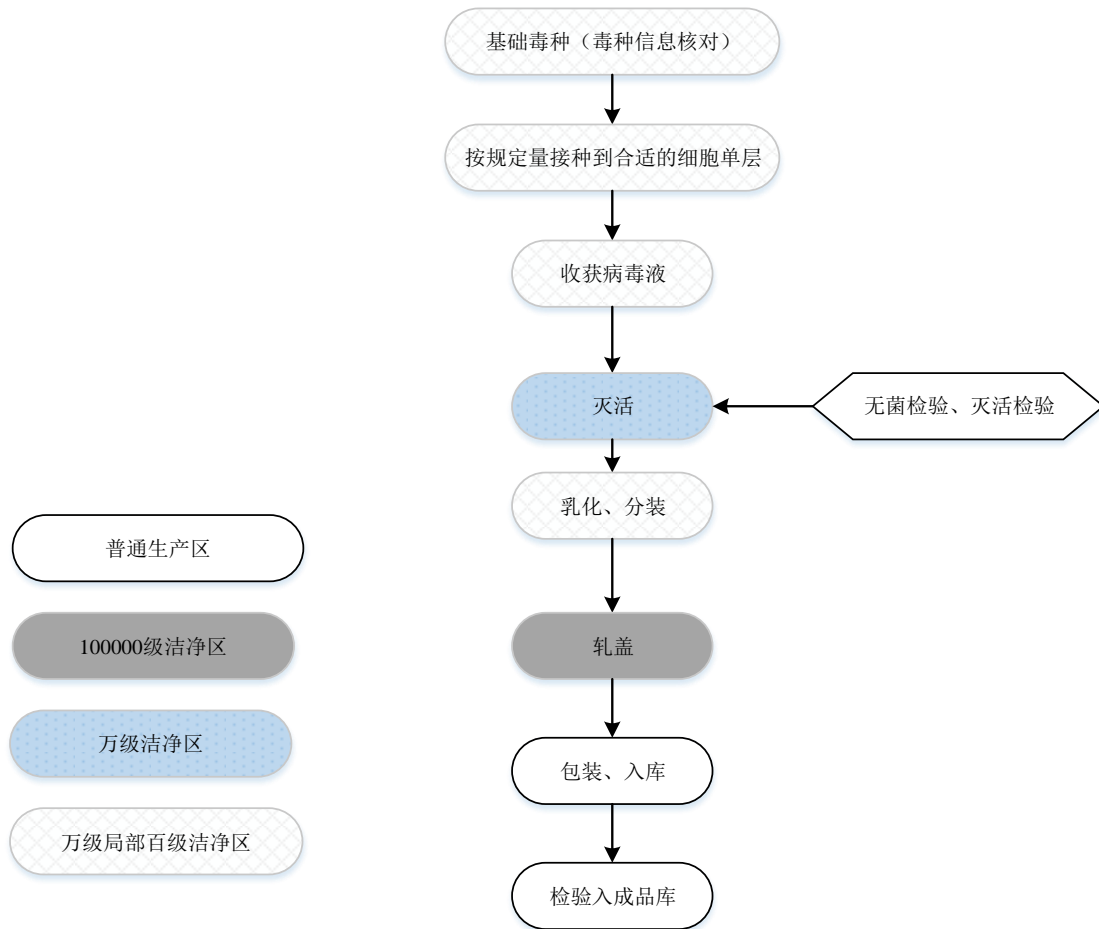 基础毒种（毒种信息核对）
按规定量接种到合适的细胞单层
收获病毒液
灭活
无菌检验、灭活检验
乳化、分装
轧盖
包装、入库
检验入成品库
普通生产区
100000级洁净区
万级洁净区
万级局部百级洁净区